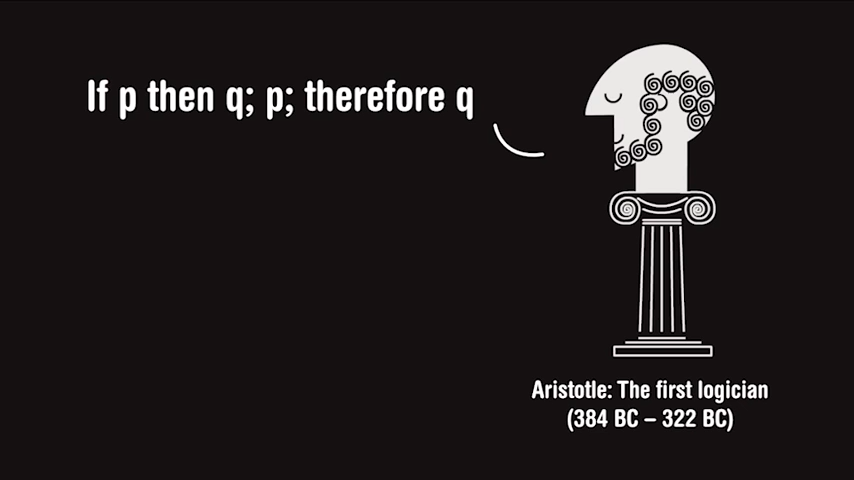 If p then q; p; therefore q
Aristotle: The first logician
(384 BC – 322 BC)